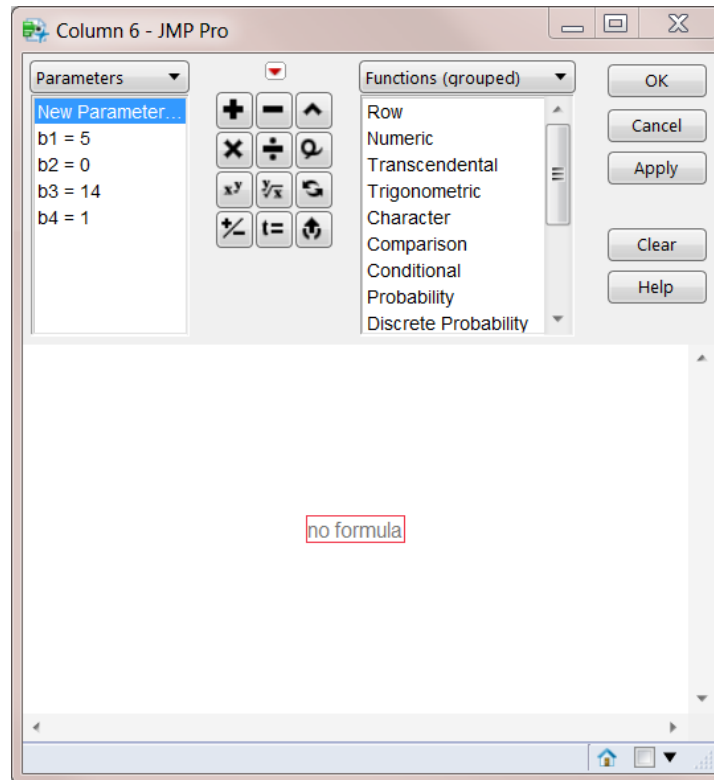 Column 6 - JMP Pro
Parameters
New Parameter...
b1 = 5
b2 = 0
b3 = 14
b4 = 1
xy
y√x
t=
Functions (grouped)
Row
Numeric
Transcendental
Trigonometric
Character
Comparison
Conditional
Probability
Discrete Probability
OK
Cancel
Apply
Clear
Help
no formula